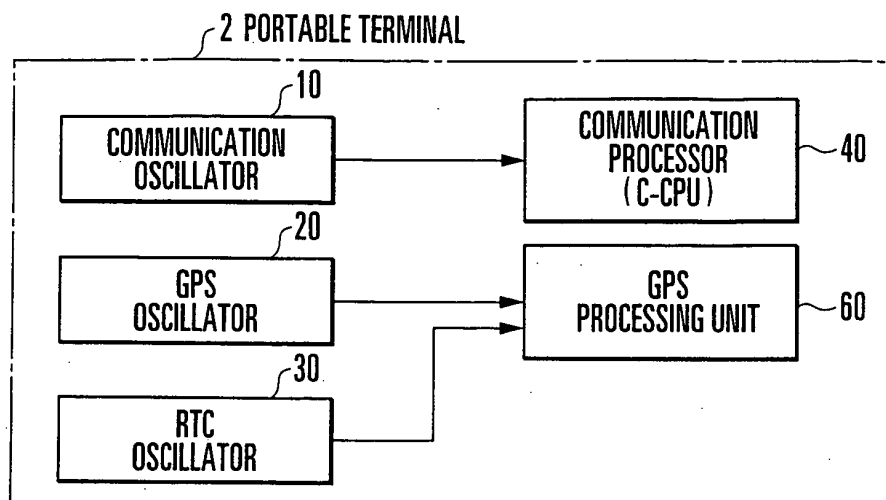 2 PORTABLE TERMINAL
10
COMMUNICATION
OSCILLATOR
COMMUNICATION
PROCESSOR
(C-CPU)
40
20
GPS
OSCILLATOR
GPS
PROCESSING UNIT
60
30
RTC
OSCILLATOR